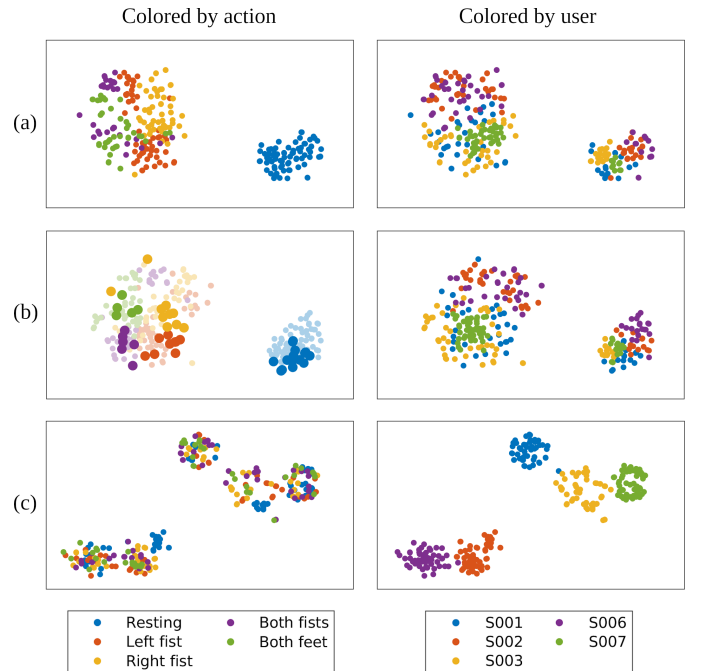 Colored by action
Colored by user
(a)
(b)
(c)
Resting
Left fist
Right fist
Both fists
Both feet
S001
S002
S003
S006
S007